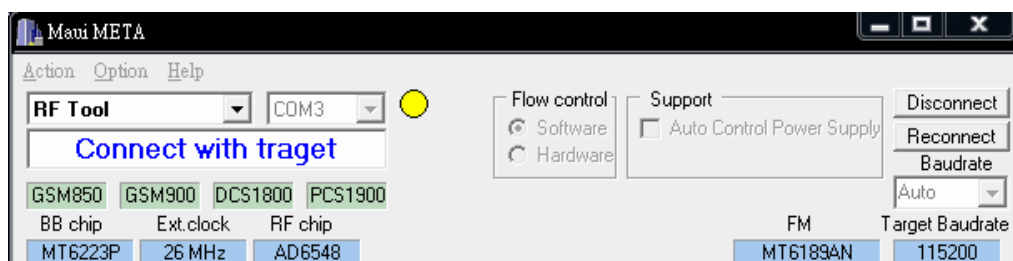 Maui META
Action Option Help
RF Tool COM3
Flow control Support Disconnect
Software Auto Control Power Supply
Hardware Reconnect
Connect with traget
Baudrate
GSM850 GSM900 DCS1800 PCS1900 Auto
BB chip Ext.clock RF chip FM Target Baudrate
MT6223P 26 MHz AD6548 MT6189AN 115200